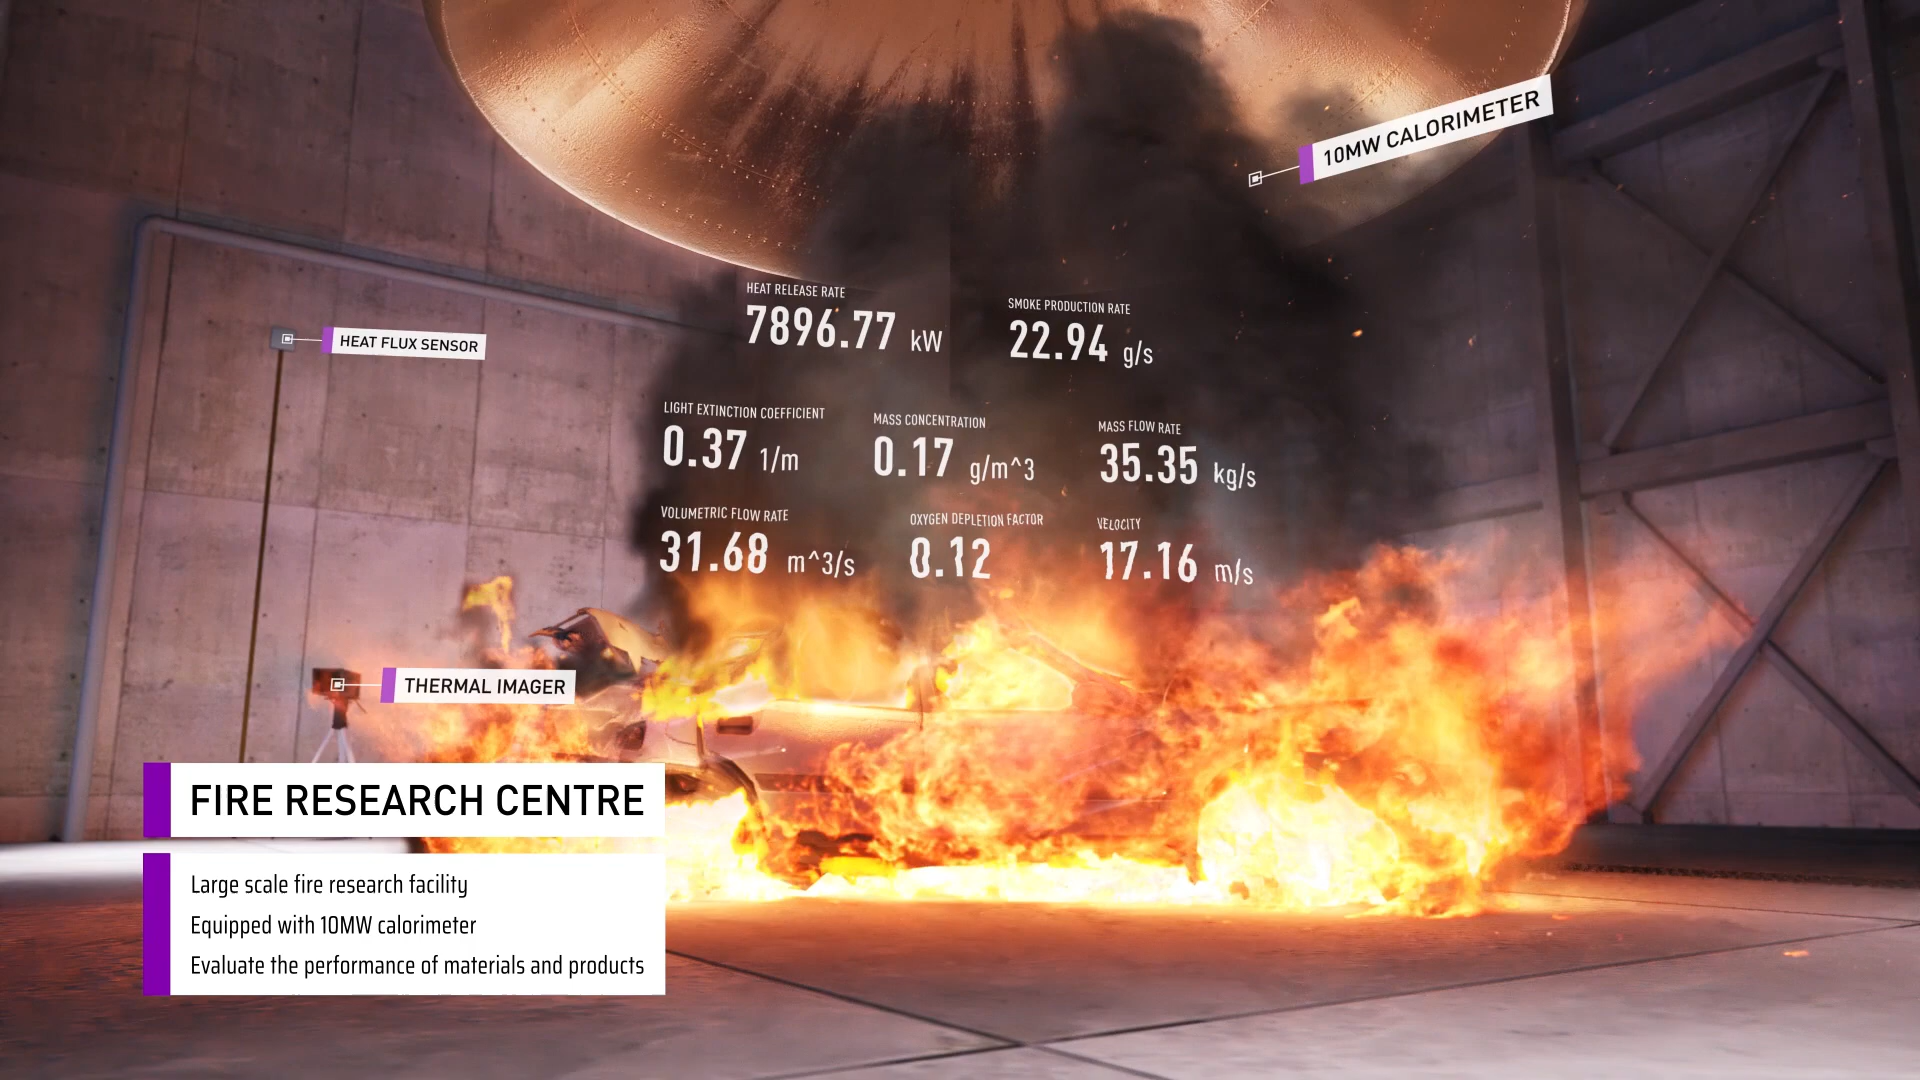 10MW CALORIMETER
HEAT RELEASE RATE
7896.77 kW
SMOKE PRODUCTION RATE
22.94 g/s
HEAT FLUX SENSOR
LIGHT EXTINCTION COEFFICIENT
0.37 1/m
MASS CONCENTRATION
0.17 g/m^3
MASS FLOW RATE
35.35 kg/s
VOLUMETRIC FLOW RATE
31.68 m^3/s
OXYGEN DEPLETION FACTOR
0.12
VELOCITY
17.16 m/s
THERMAL IMAGER
FIRE RESEARCH CENTRE
Large scale fire research facility
Equipped with 10MW calorimeter
Evaluate the performance of materials and products